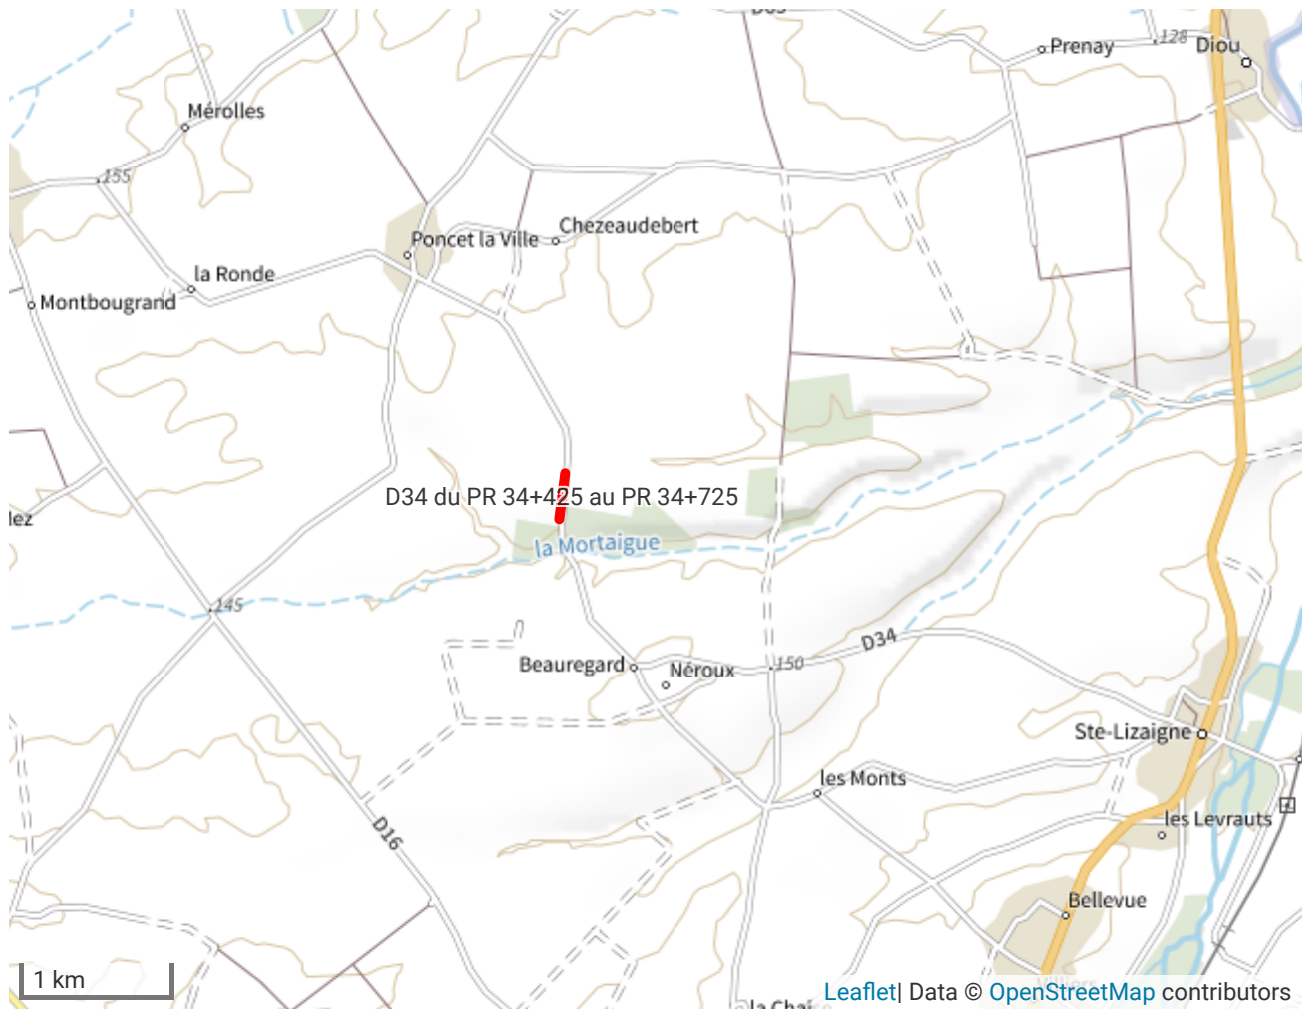 Prenay
128
Diou
Mérolles
155
Chezeaudebert
Poncet la Ville
la Ronde
Montbougrand
D34 du PR 34+425 au PR 34+725
la Mortaigue
145
D34
Beauregard
Néroux
150
Ste-Lizaigne
les Monts
les Levrauts
D16
Bellevue
1 km
Leaflet| Data © OpenStreetMap contributors